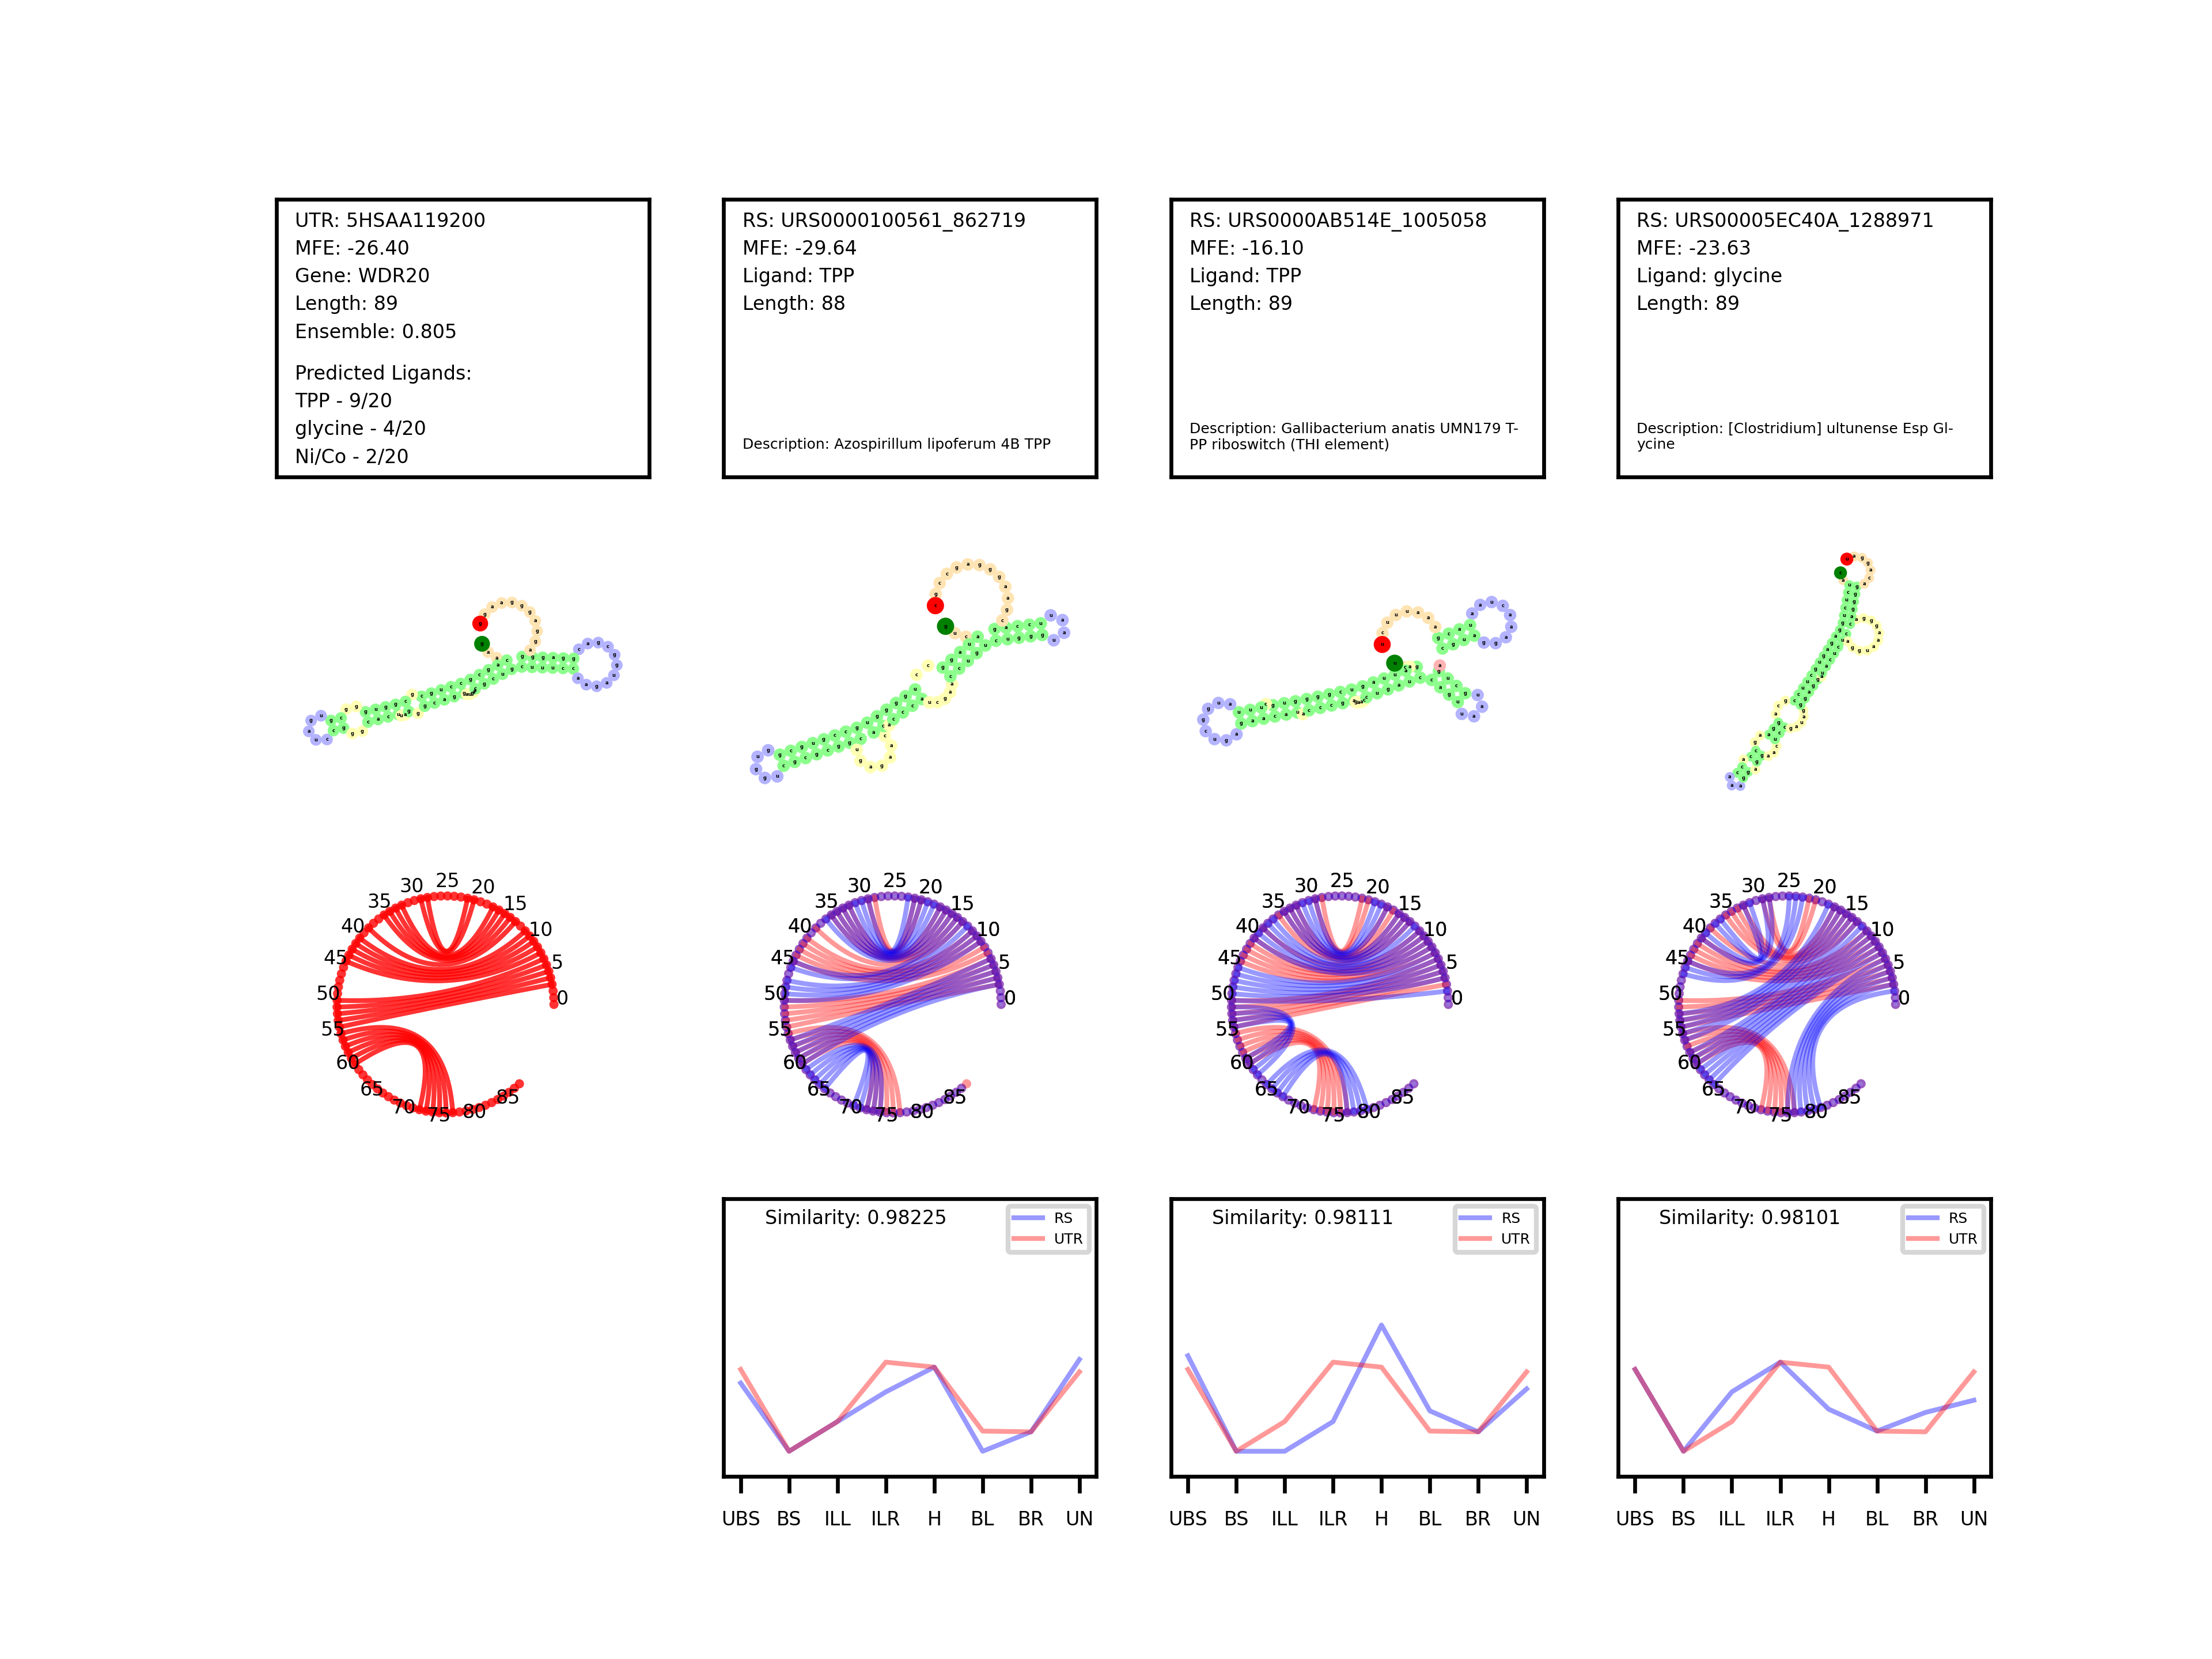 UTR: 5HSAA119200
MFE: -26.40
Gene: WDR20
Length: 89
Ensemble: 0.805
Predicted Ligands:
TPP - 9/20
glycine - 4/20
Ni/Co - 2/20
RS: URS0000100561_862719
MFE: -29.64
Ligand: TPP
Length: 88
Description: Azospirillum lipoferum 4B TPP
RS: URS0000AB514E_1005058
MFE: -16.10
Ligand: TPP
Length: 89
Description: Gallibacterium anatis UMN179 T-
PP riboswitch (THI element)
RS: URS00005EC40A_1288971
MFE: -23.63
Ligand: glycine
Length: 89
Description: [Clostridium] ultunense Esp Gl-
ycine
0 5 10 15 20 25 30 35 40 45 50 55 60 65 70 75 80 85
0 5 10 15 20 25 30 35 40 45 50 55 60 65 70 75 80 85
0 5 10 15 20 25 30 35 40 45 50 55 60 65 70 75 80 85
0 5 10 15 20 25 30 35 40 45 50 55 60 65 70 75 80 85
Similarity: 0.98225
RS
UTR
UBS BS ILL ILR H BL BR UN
Similarity: 0.98111
RS
UTR
UBS BS ILL ILR H BL BR UN
Similarity: 0.98101
RS
UTR
UBS BS ILL ILR H BL BR UN